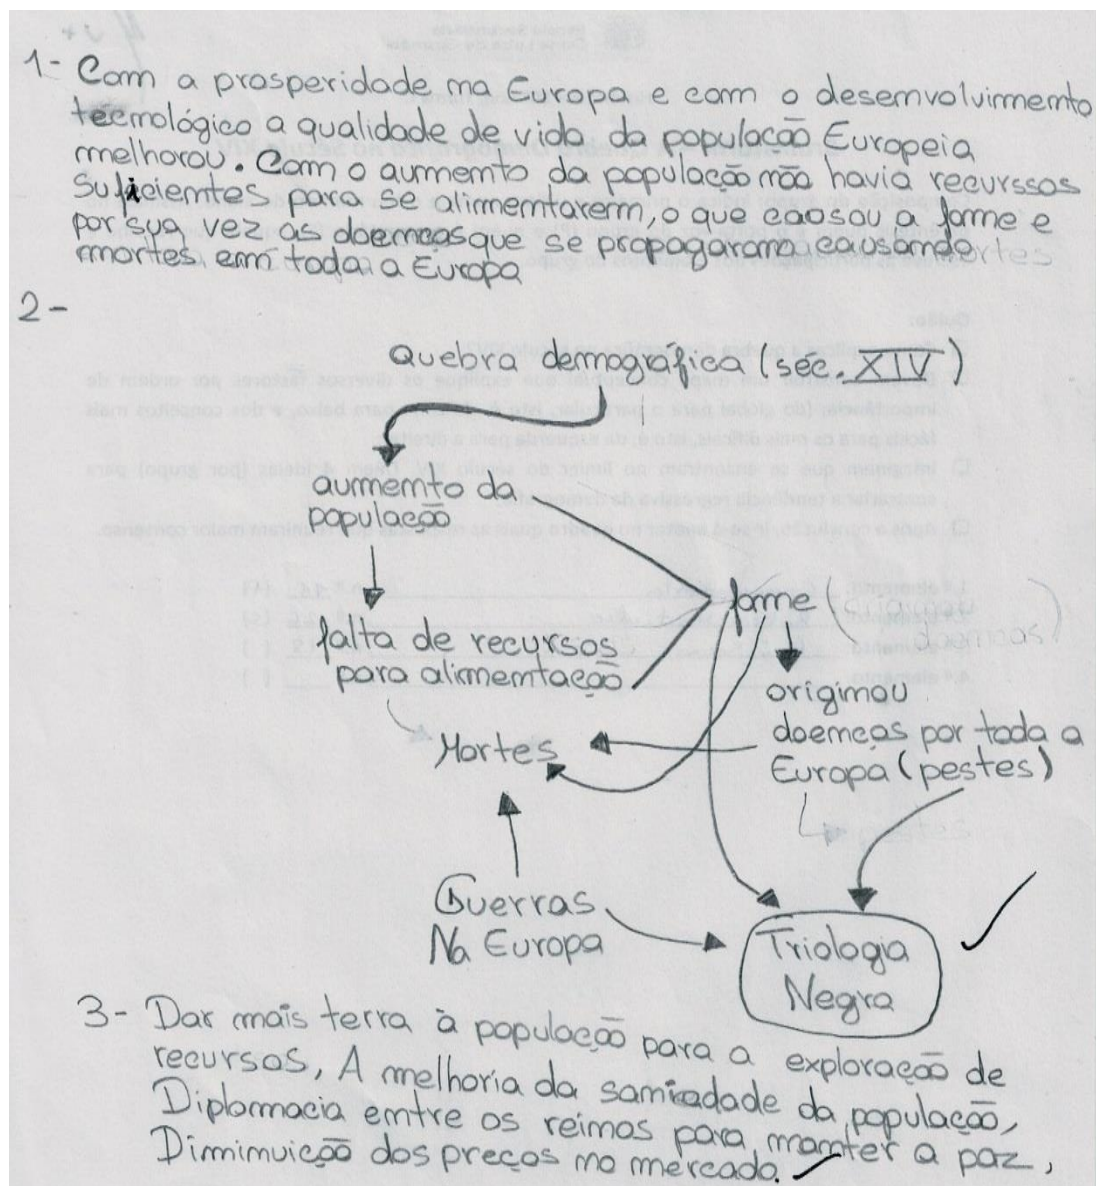 1- Com a prosperidade na Europa e com o desenvolvimento
tecnológico a qualidade de vida da população Europeia
melhorou. Com o aumento da população não havia recurssos
suficientes para se alimentarem, o que causou a fome e
por sua vez as doenças que se propagaram causando
mortes em toda a Europa
2-
Quebra demográfica (séc. XIV)
aumento da
população
fome
falta de recursos
para alimentação
originou
doenças por toda a
Europa (pestes)
Mortes
Guerras
Na Europa
Triologia
Negra
3- Dar mais terra à população para a exploração de
recursos, A melhoria da sanidade da população,
Diplomacia entre os reinos para manter a paz,
Diminuição dos preços no mercado.